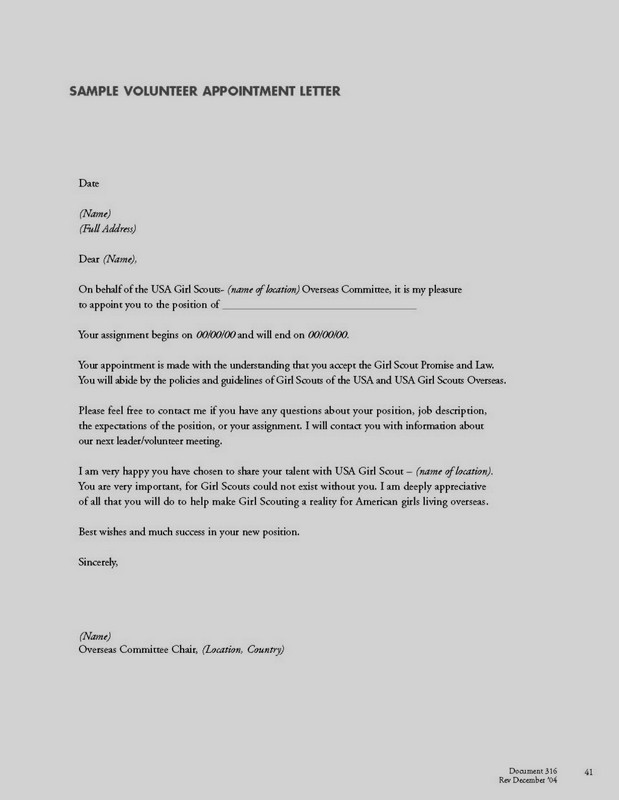 SAMPLE VOLUNTEER APPOINTMENT LETTER
Date
(Name)
(Full Address)
Dear (Name),
On behalf of the USA Girl Scouts- (name of location) Overseas Committee, it is my pleasure
to appoint you to the position of ___________________________________
Your assignment begins on 00/00/00 and will end on 00/00/00.
Your appointment is made with the understanding that you accept the Girl Scout Promise and Law.
You will abide by the policies and guidelines of Girl Scouts of the USA and USA Girl Scouts Overseas.
Please feel free to contact me if you have any questions about your position, job description,
the expectations of the position, or your assignment. I will contact you with information about
our next leader/volunteer meeting.
I am very happy you have chosen to share your talent with USA Girl Scout – (name of location).
You are very important, for Girl Scouts could not exist without you. I am deeply appreciative
of all that you will do to help make Girl Scouting a reality for American girls living overseas.
Best wishes and much success in your new position.
Sincerely,
(Name)
Overseas Committee Chair, (Location, Country)
Document 316
Rev December '04
41